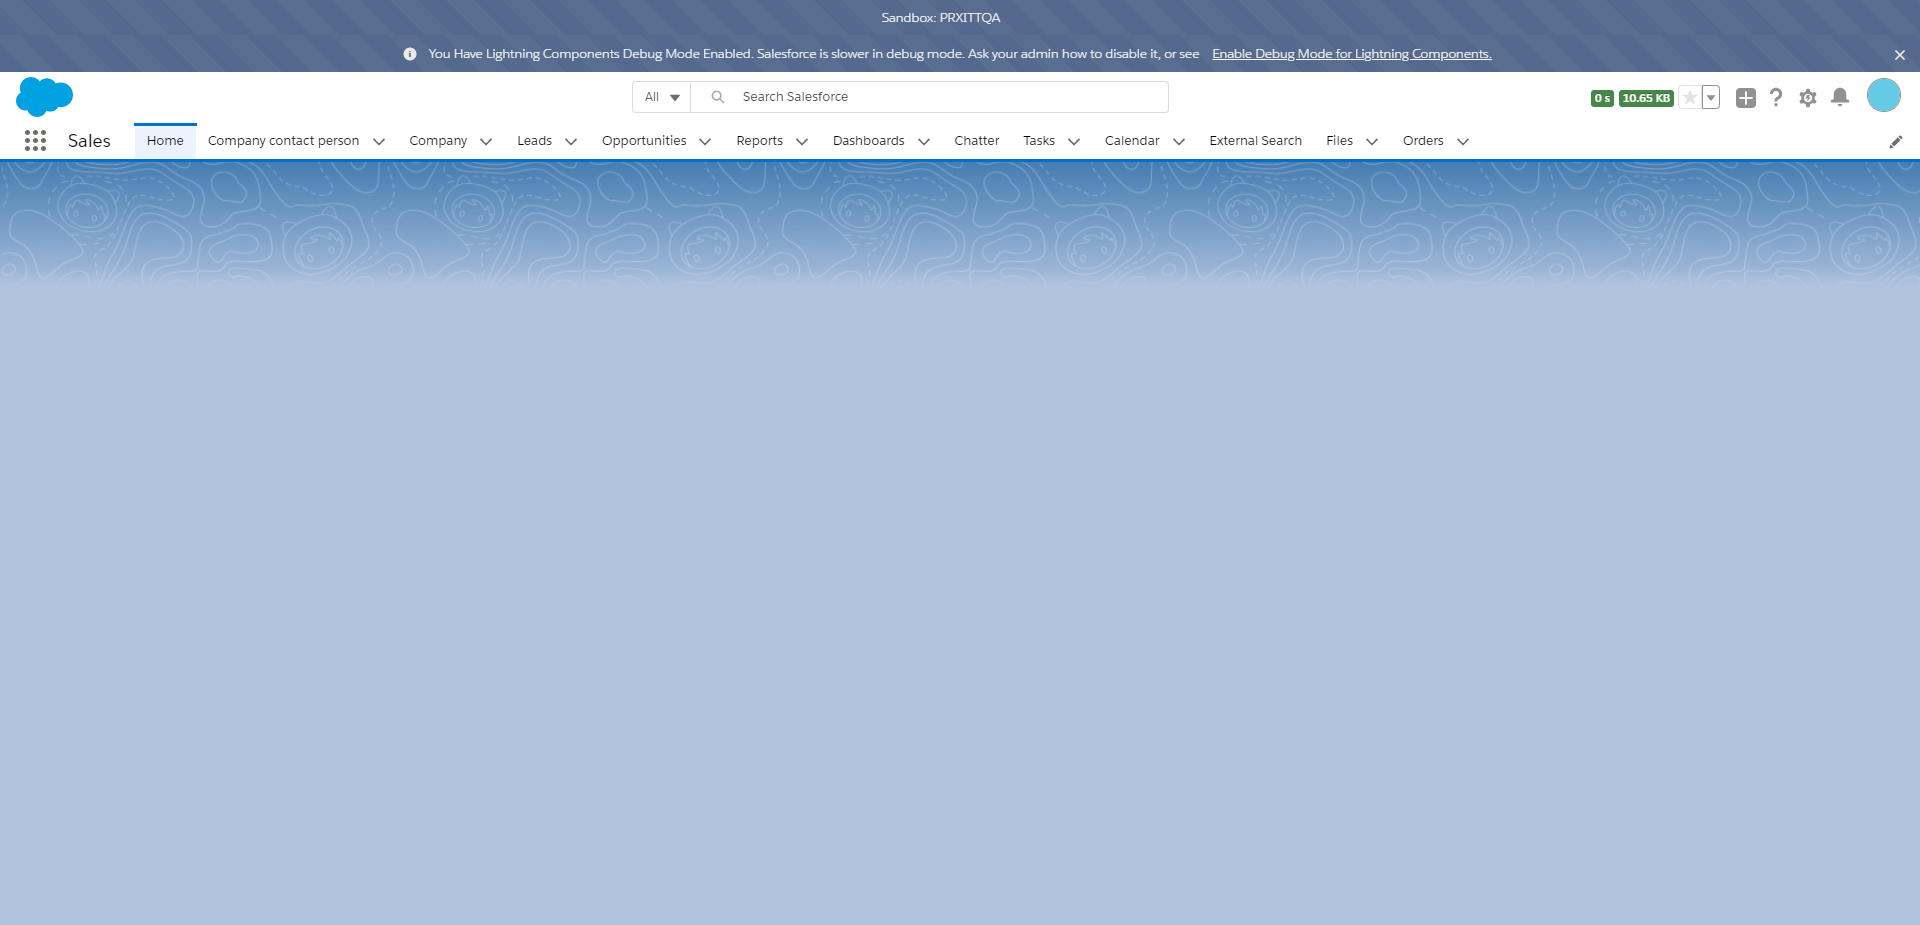 Sandbox: PRXITTQA
You Have Lightning Components Debug Mode Enabled. Salesforce is slower in debug mode. Ask your admin how to disable it, or see Enable Debug Mode for Lightning Components.
All Search Salesforce 0 s 10.65 KB
Sales Home Company contact person Company Leads Opportunities Reports Dashboards Chatter Tasks Calendar External Search Files Orders